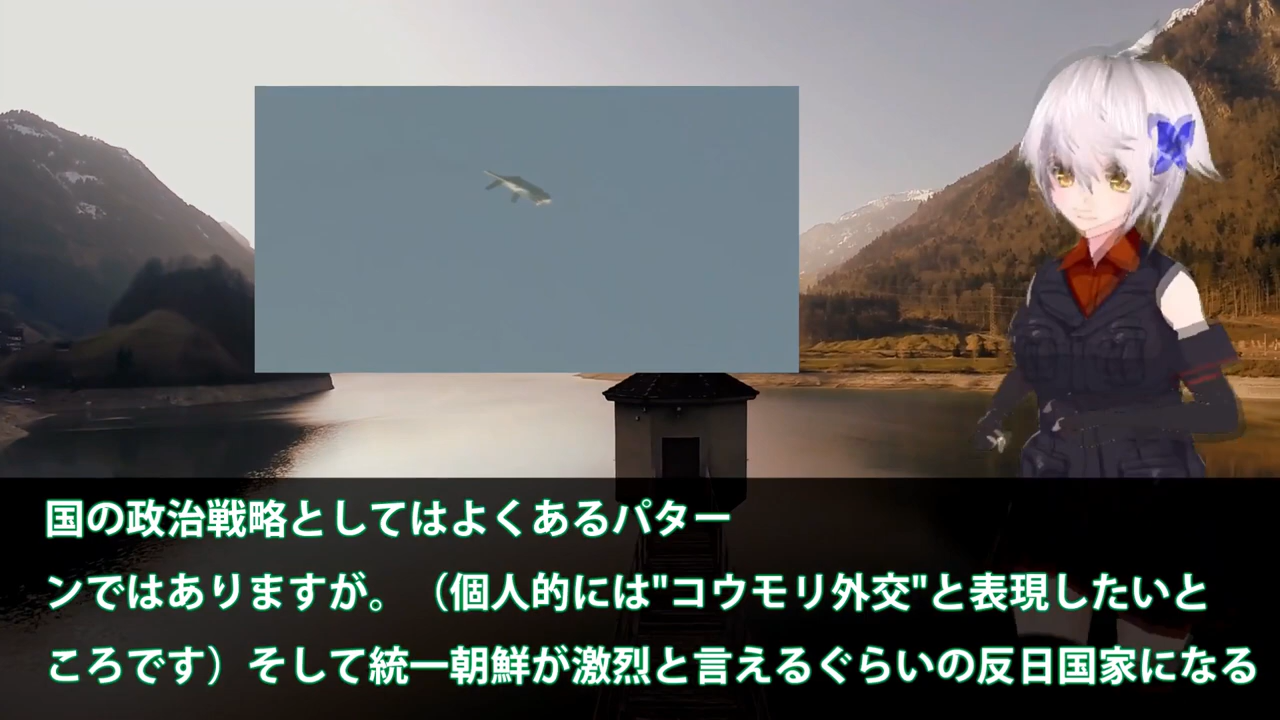 国の政治戦略としてはよくあるパター
ンではありますが。（個人的には"コウモリ外交"と表現したいと
ころです）そして統一朝鮮が激烈と言えるぐらいの反日国家になる